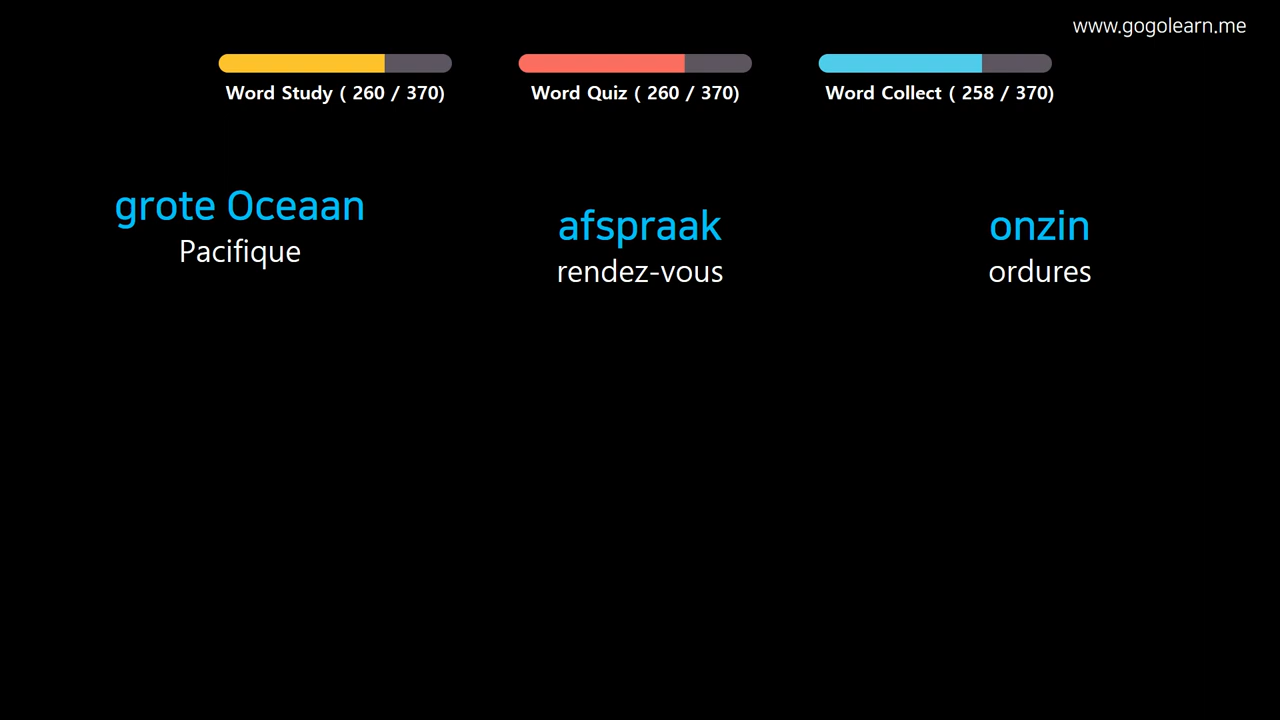 www.gogolearn.me
Word Study ( 260 / 370)
Word Quiz ( 260 / 370)
Word Collect ( 258 / 370)
grote Oceaan
Pacifique
afspraak
rendez-vous
onzin
ordures